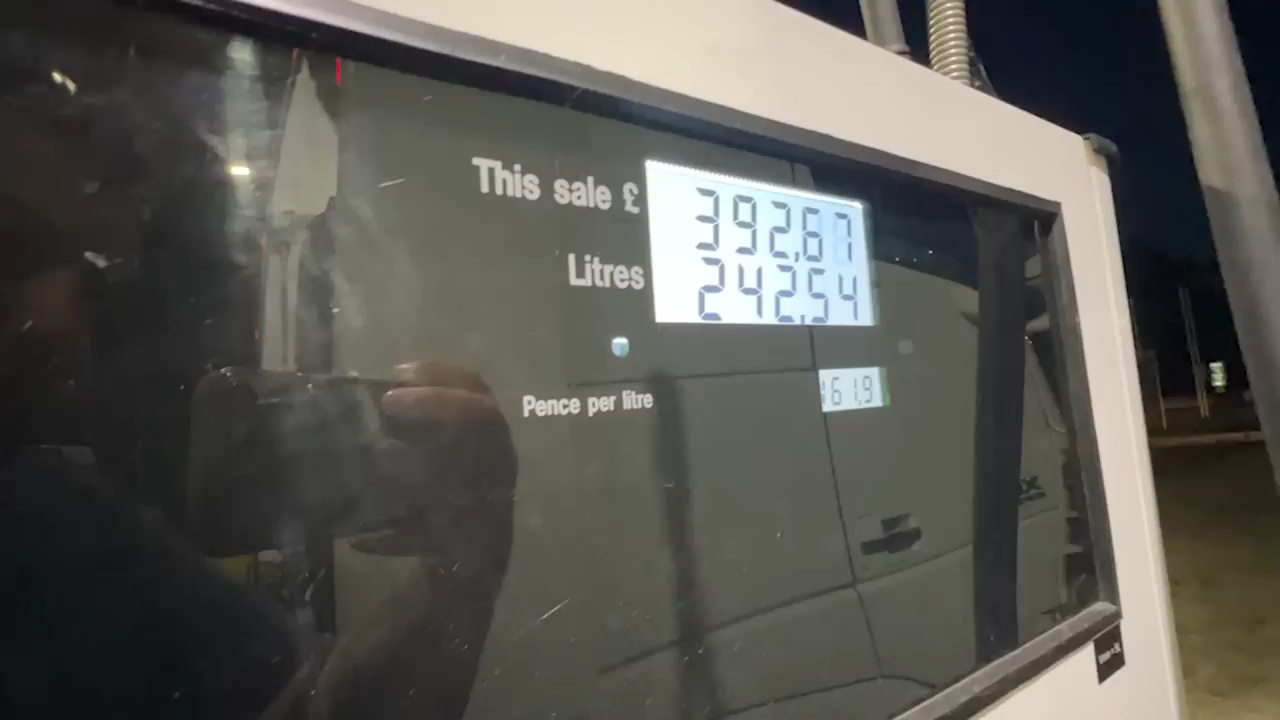 This sale £ 392.67
Litres 242.54
Pence per litre 161.9